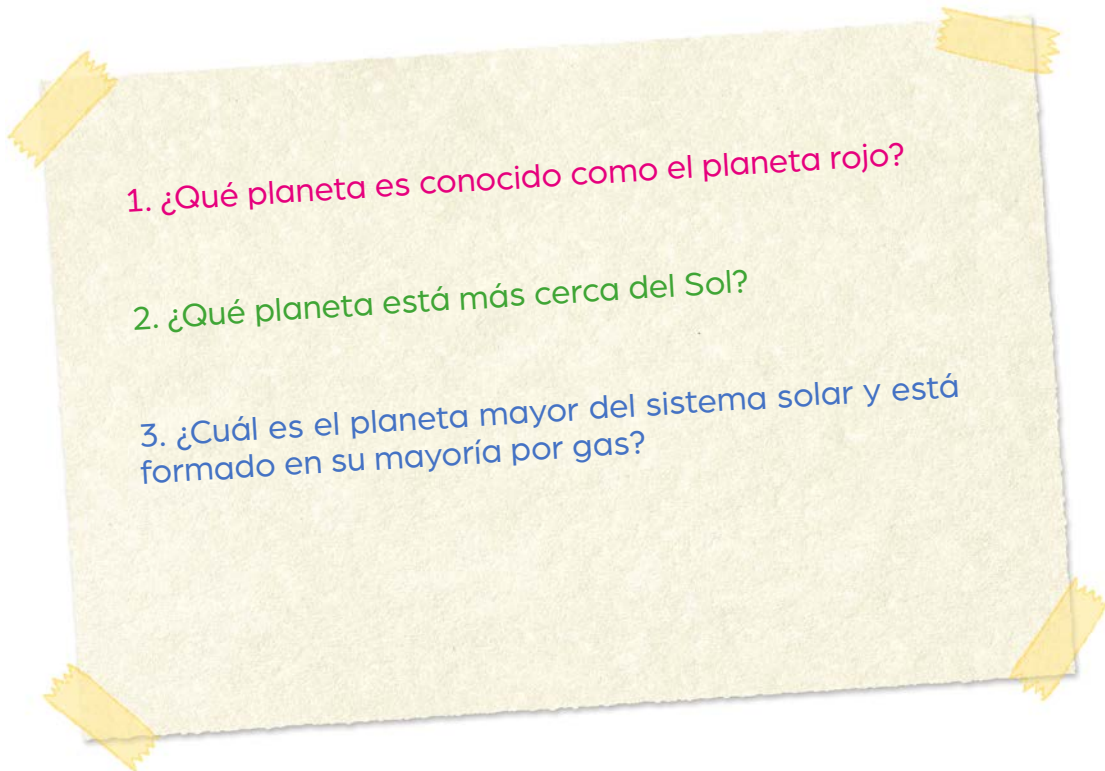 1. ¿Qué planeta es conocido como el planeta rojo?
2. ¿Qué planeta está más cerca del Sol?
3. ¿Cuál es el planeta mayor del sistema solar y está
formado en su mayoría por gas?